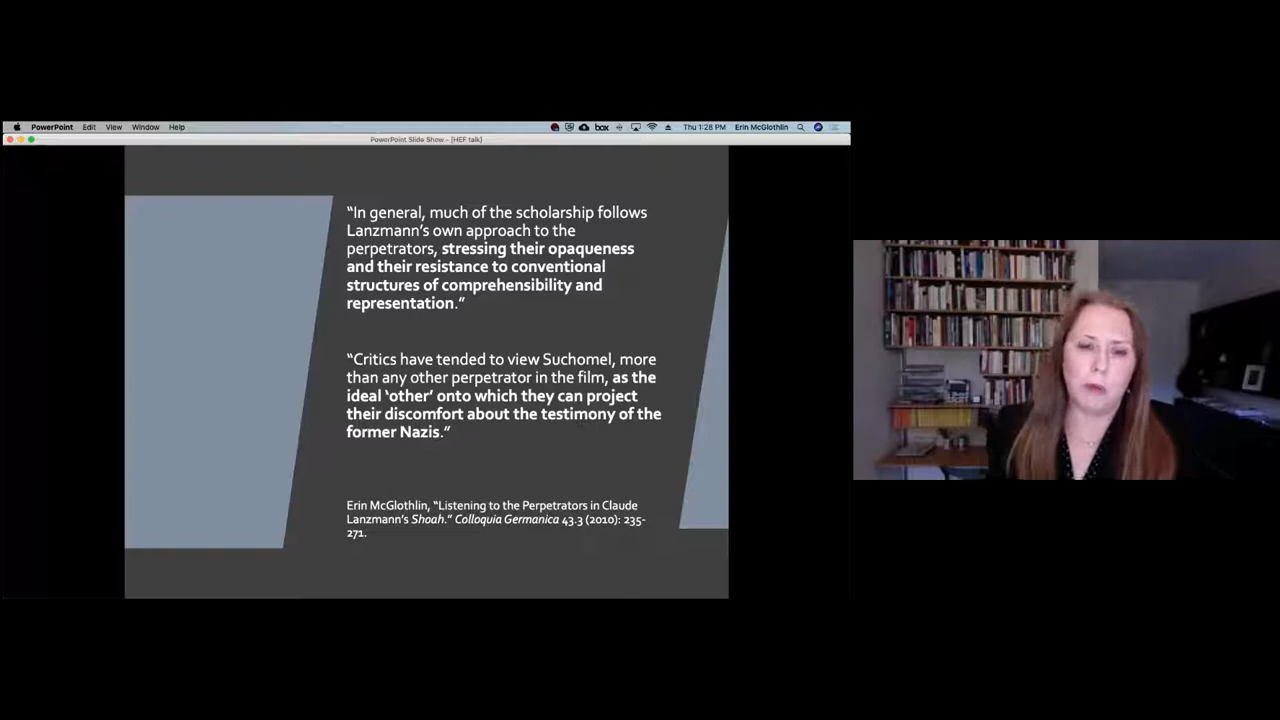 PowerPoint Edit View Window Help
box Thu 1:28 PM Erin McGlothlin
PowerPoint Slide Show - [HEF talk]
“In general, much of the scholarship follows
Lanzmann’s own approach to the
perpetrators, stressing their opaqueness
and their resistance to conventional
structures of comprehensibility and
representation.”
“Critics have tended to view Suchomel, more
than any other perpetrator in the film, as the
ideal ‘other’ onto which they can project
their discomfort about the testimony of the
former Nazis.”
Erin McGlothlin, “Listening to the Perpetrators in Claude
Lanzmann’s Shoah.” Colloquia Germanica 43.3 (2010): 235-
271.